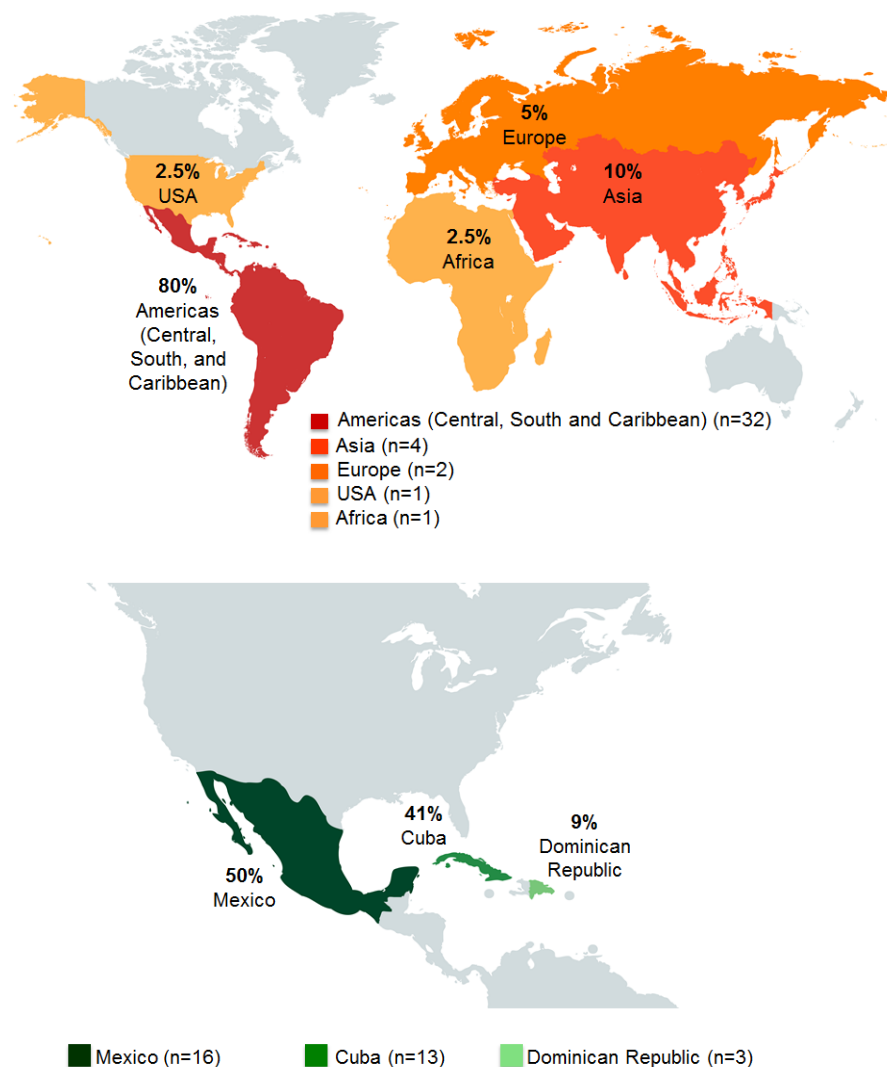 5%
Europe
2.5%
USA
10%
Asia
2.5%
Africa
80%
Americas
(Central,
South, and
Caribbean)
Americas (Central, South and Caribbean) (n=32)
Asia (n=4)
Europe (n=2)
USA (n=1)
Africa (n=1)
41%
Cuba
9%
Dominican
Republic
50%
Mexico
Mexico (n=16)
Cuba (n=13)
Dominican Republic (n=3)